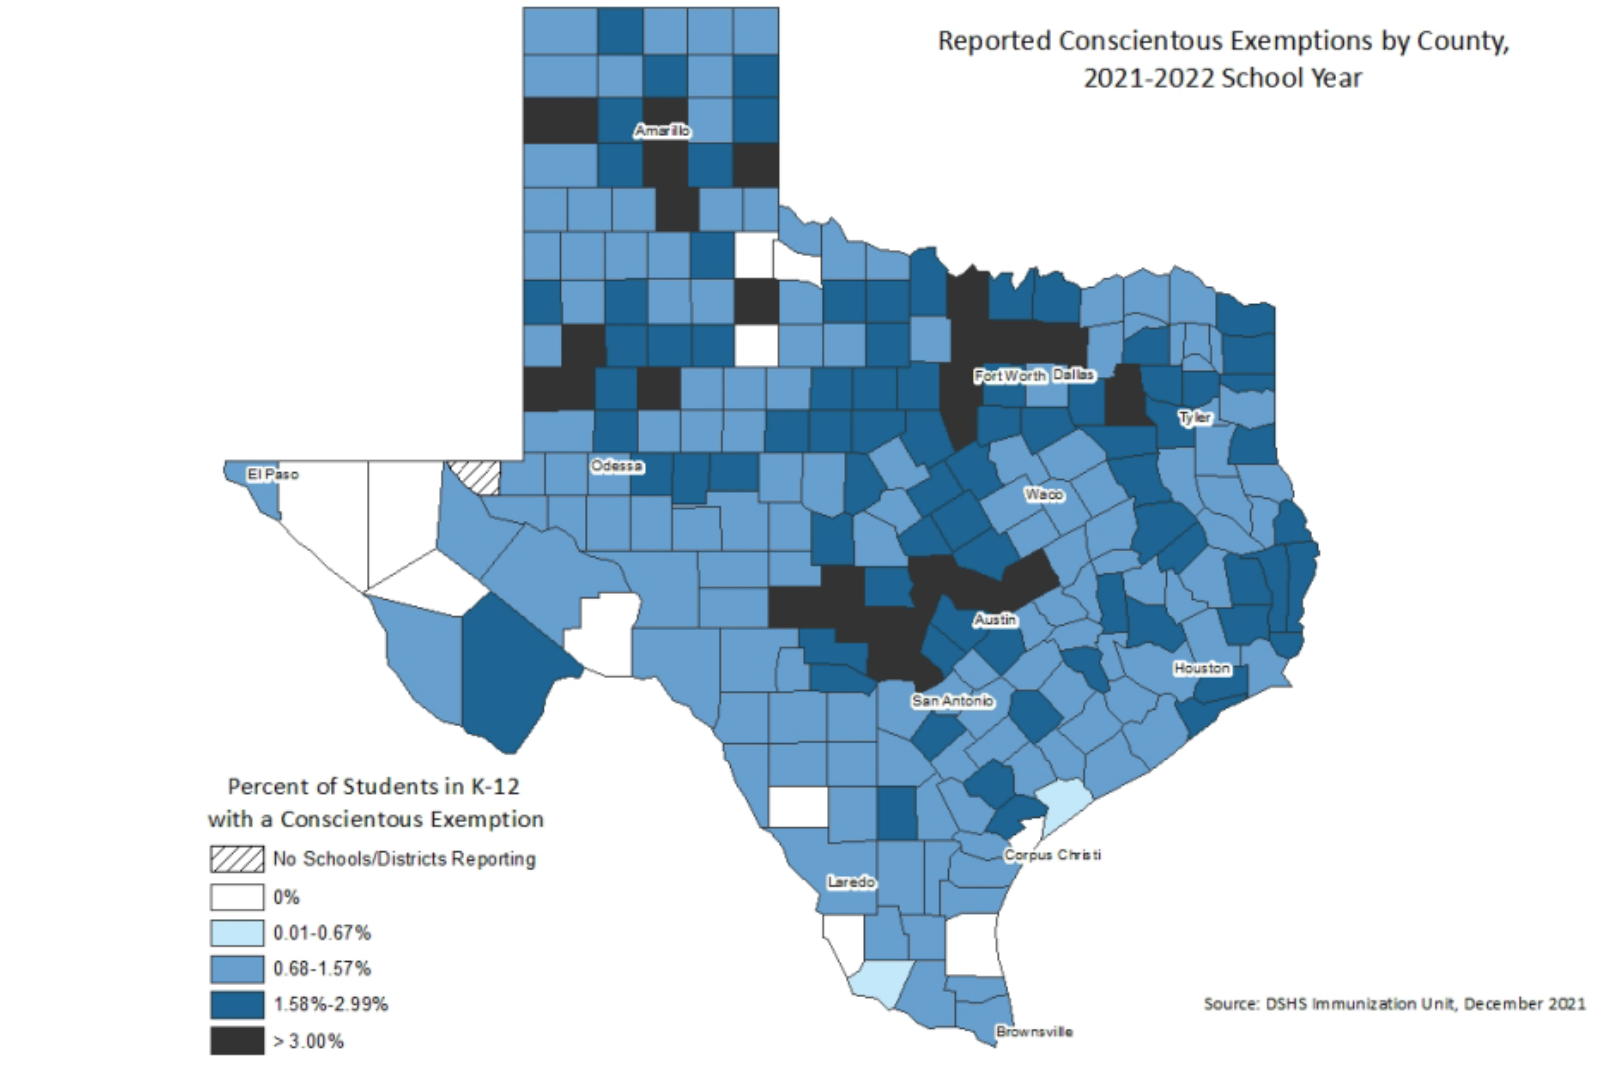 Reported Conscientous Exemptions by County,
2021-2022 School Year
Amarillo
Fort Worth
Dallas
Tyler
El Paso
Odessa
Waco
Austin
Houston
San Antonio
Percent of Students in K-12
with a Conscientous Exemption
No Schools/Districts Reporting
0%
0.01-0.67%
0.68-1.57%
1.58%-2.99%
> 3.00%
Corpus Christi
Laredo
Brownsville
Source: DSHS Immunization Unit, December 2021